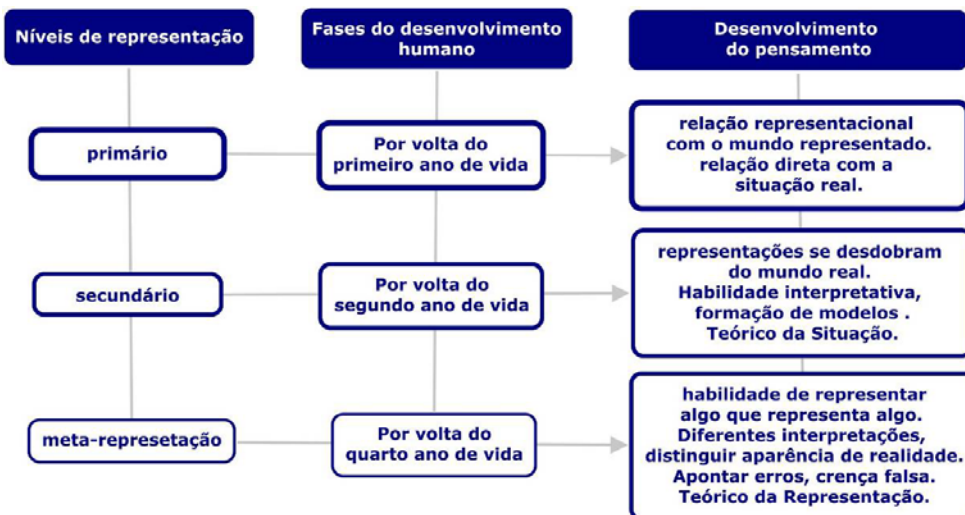 Níveis de representação
Fases do desenvolvimento
humano
Desenvolvimento
do pensamento
primário
Por volta do
primeiro ano de vida
relação representacional
com o mundo representado.
relação direta com a
situação real.
secundário
Por volta do
segundo ano de vida
representações se desdobram
do mundo real.
Habilidade interpretativa,
formação de modelos .
Teórico da Situação.
meta-represetação
Por volta do
quarto ano de vida
habilidade de representar
algo que representa algo.
Diferentes interpretações,
distinguir aparência de realidade.
Apontar erros, crença falsa.
Teórico da Representação.